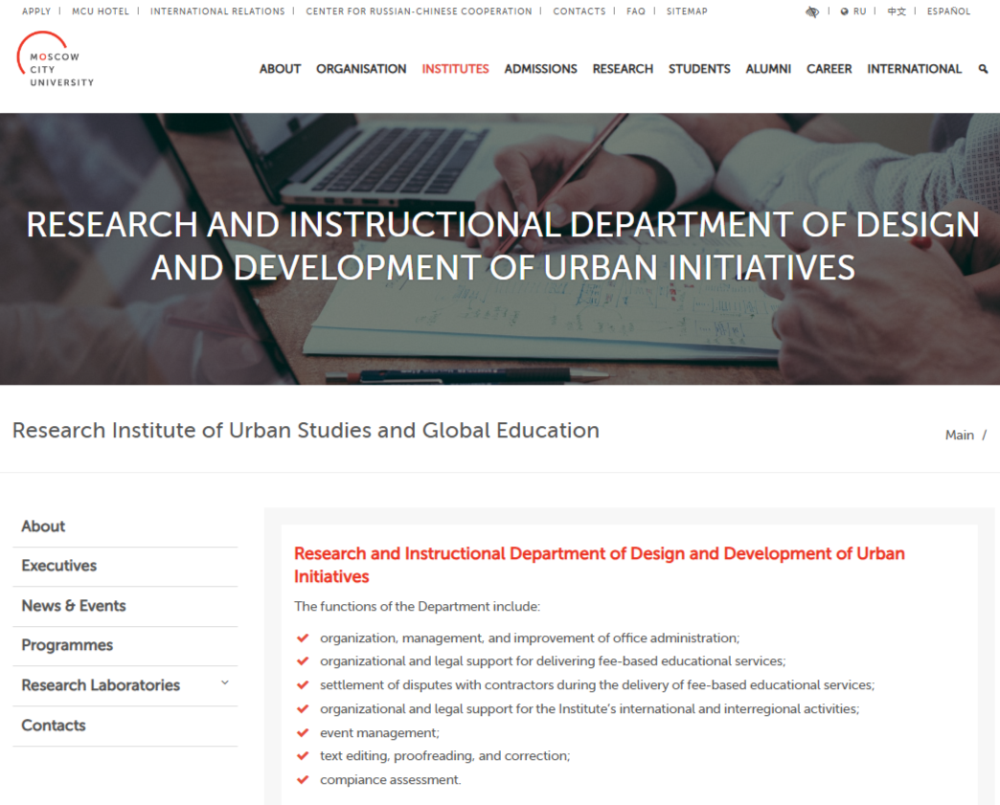 APPLY | MCU HOTEL | INTERNATIONAL RELATIONS | CENTER FOR RUSSIAN-CHINESE COOPERATION | CONTACTS | FAQ | SITEMAP
RU | 中文 | ESPAÑOL
MOSCOW
CITY
UNIVERSITY
ABOUT ORGANISATION INSTITUTES ADMISSIONS RESEARCH STUDENTS ALUMNI CAREER INTERNATIONAL
RESEARCH AND INSTRUCTIONAL DEPARTMENT OF DESIGN
AND DEVELOPMENT OF URBAN INITIATIVES
Research Institute of Urban Studies and Global Education
Main /
About
Executives
News & Events
Programmes
Research Laboratories
Contacts
Research and Instructional Department of Design and Development of Urban
Initiatives
The functions of the Department include:
organization, management, and improvement of office administration;
organizational and legal support for delivering fee-based educational services;
settlement of disputes with contractors during the delivery of fee-based educational services;
organizational and legal support for the Institute's international and interregional activities;
event management;
text editing, proofreading, and correction;
compiance assessment.